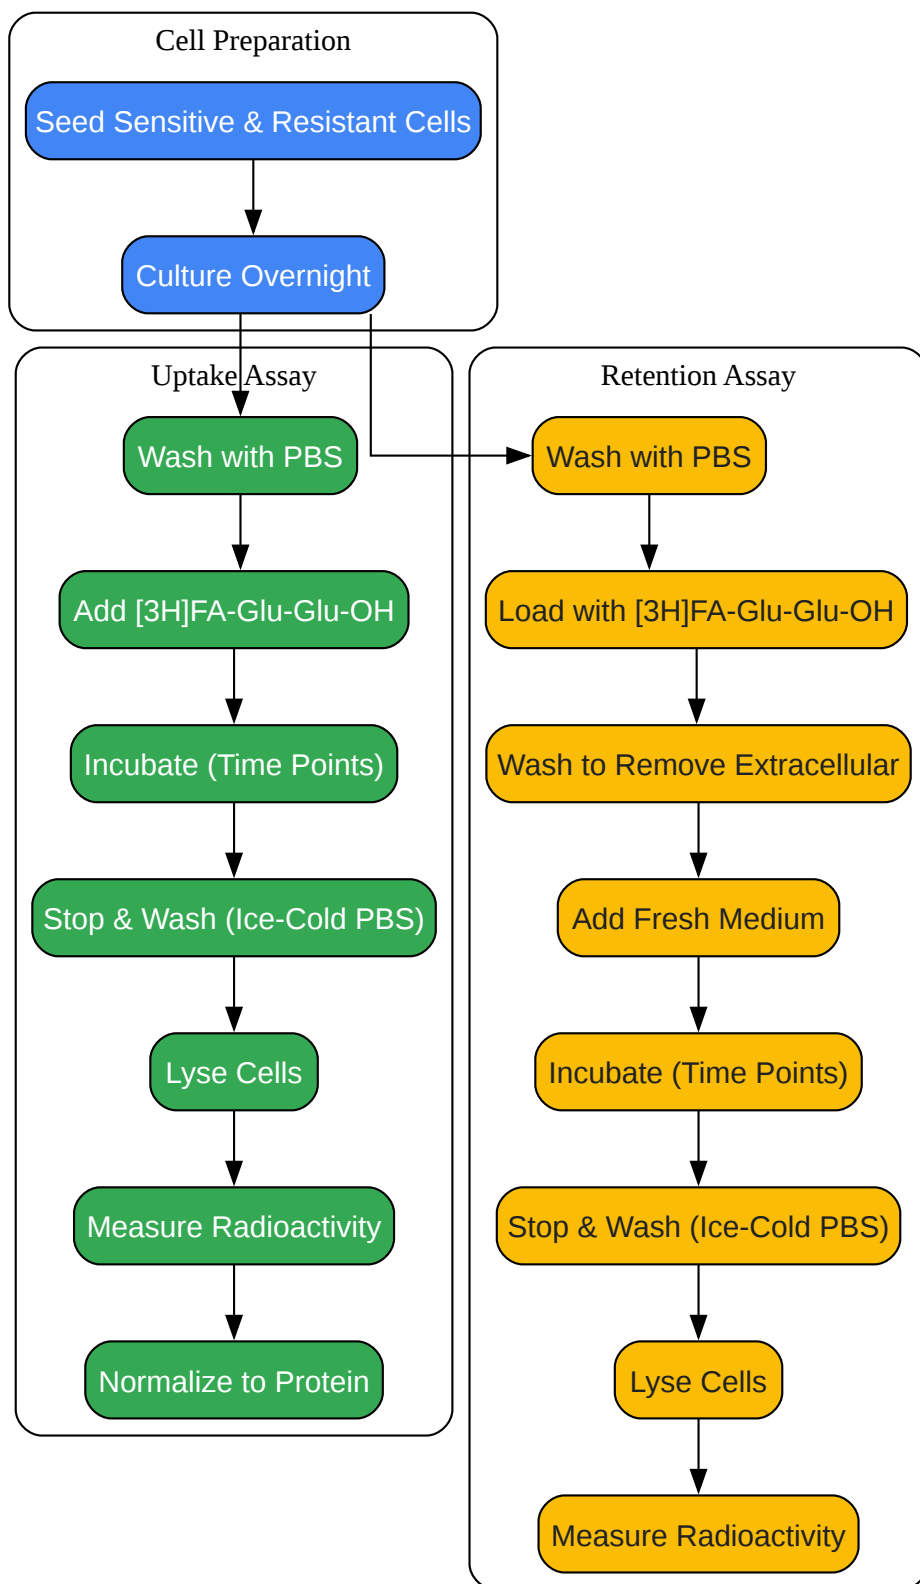 Cell Preparation
Seed Sensitive & Resistant Cells
Culture Overnight
Uptake Assay
Wash with PBS
Add [3H]FA-Glu-Glu-OH
Incubate (Time Points)
Stop & Wash (Ice-Cold PBS)
Lyse Cells
Measure Radioactivity
Normalize to Protein
Retention Assay
Wash with PBS
Load with [3H]FA-Glu-Glu-OH
Wash to Remove Extracellular
Add Fresh Medium
Incubate (Time Points)
Stop & Wash (Ice-Cold PBS)
Lyse Cells
Measure Radioactivity